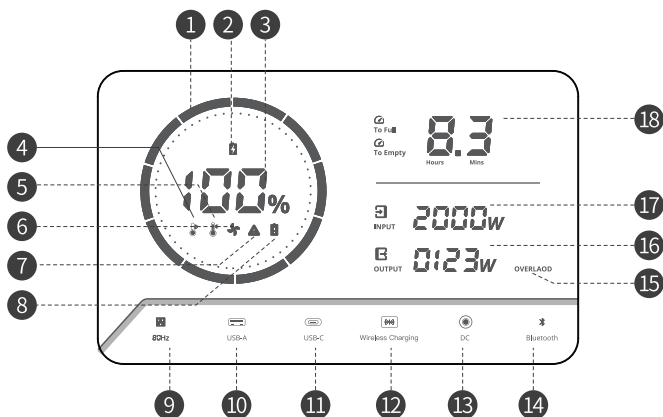 1 2 3
4
5
6
7
8
100%
To Full
To Empty
8.3
Hours Mins
18
INPUT 2000W
17
OUTPUT 0123W
16
OVERLAOD
15
80Hz USB-A USB-C Wireless Charging DC Bluetooth
9 10 11 12 13 14